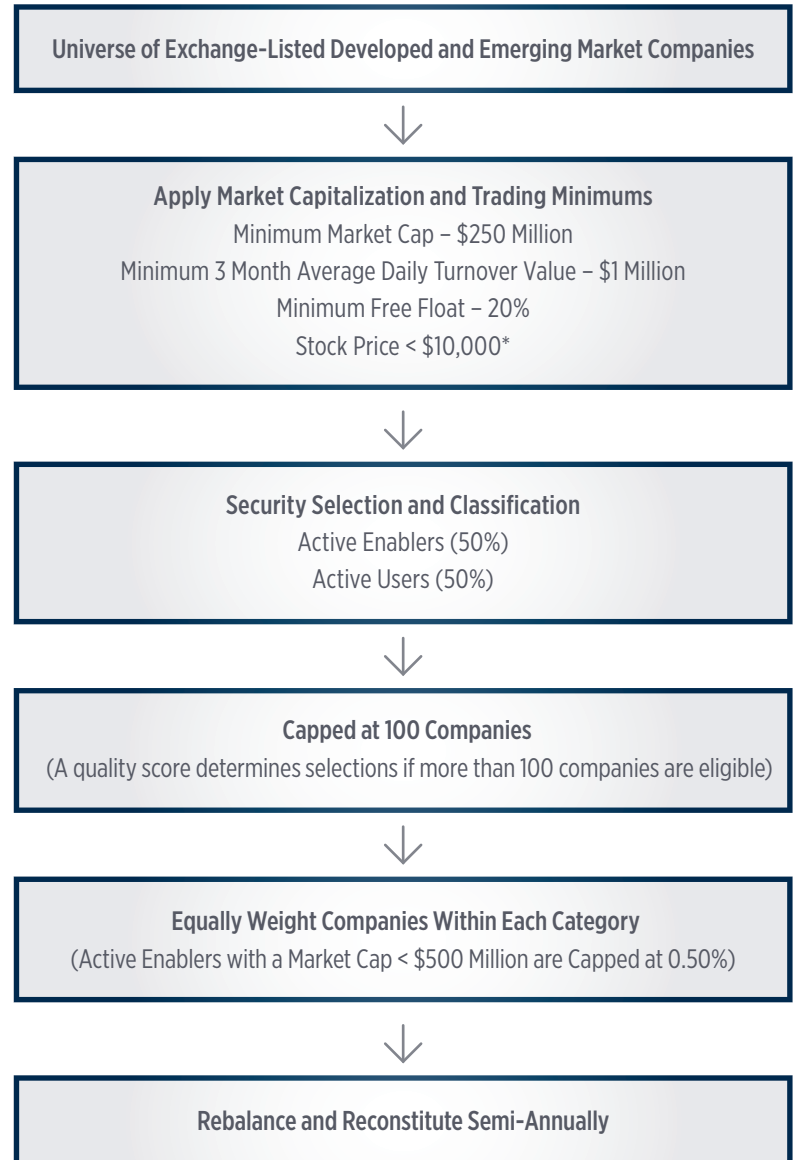 Universe of Exchange-Listed Developed and Emerging Market Companies
Apply Market Capitalization and Trading Minimums
Minimum Market Cap – $250 Million
Minimum 3 Month Average Daily Turnover Value – $1 Million
Minimum Free Float – 20%
Stock Price < $10,000*
Security Selection and Classification
Active Enablers (50%)
Active Users (50%)
Capped at 100 Companies
(A quality score determines selections if more than 100 companies are eligible)
Equally Weight Companies Within Each Category
(Active Enablers with a Market Cap < $500 Million are Capped at 0.50%)
Rebalance and Reconstitute Semi-Annually